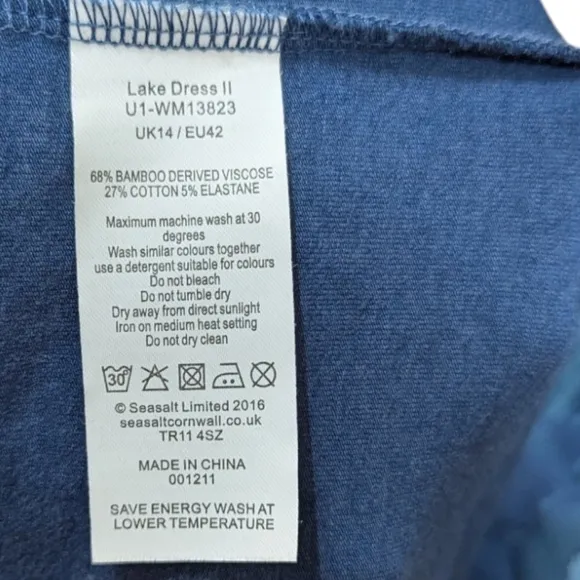 Lake Dress II
U1-WM13823
UK14 / EU42
68% BAMBOO DERIVED VISCOSE
27% COTTON 5% ELASTANE
Maximum machine wash at 30
degrees
Wash similar colours together
use a detergent suitable for colours
Do not bleach
Do not tumble dry
Dry away from direct sunlight
Iron on medium heat setting
Do not dry clean
30
© Seasalt Limited 2016
seasaltcornwall.co.uk
TR11 4SZ
MADE IN CHINA
001211
SAVE ENERGY WASH AT
LOWER TEMPERATURE